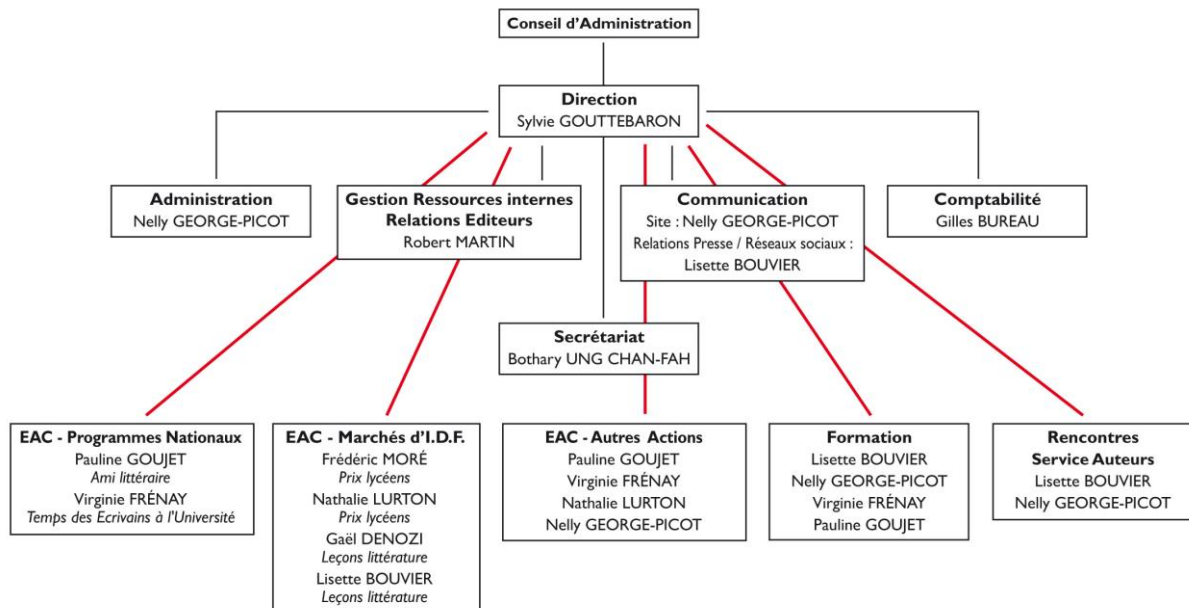 Conseil d'Administration
Direction
Sylvie GOUTTEBARON
Administration
Nelly GEORGE-PICOT
Gestion Ressources internes
Relations Editeurs
Robert MARTIN
Communication
Site : Nelly GEORGE-PICOT
Relations Presse / Réseaux sociaux :
Lisette BOUVIER
Comptabilité
Gilles BUREAU
Secrétariat
Bothary UNG CHAN-FAH
EAC - Programmes Nationaux
Pauline GOUJET
Ami littéraire
Virginie FRÉNAY
Temps des Ecrivains à l'Université
EAC - Marchés d'I.D.F.
Frédéric MORÉ
Prix lycéens
Nathalie LURTON
Prix lycéens
Gaël DENOZI
Leçons littérature
Lisette BOUVIER
Leçons littérature
EAC - Autres Actions
Pauline GOUJET
Virginie FRÉNAY
Nathalie LURTON
Nelly GEORGE-PICOT
Formation
Lisette BOUVIER
Nelly GEORGE-PICOT
Virginie FRÉNAY
Pauline GOUJET
Rencontres
Service Auteurs
Lisette BOUVIER
Nelly GEORGE-PICOT